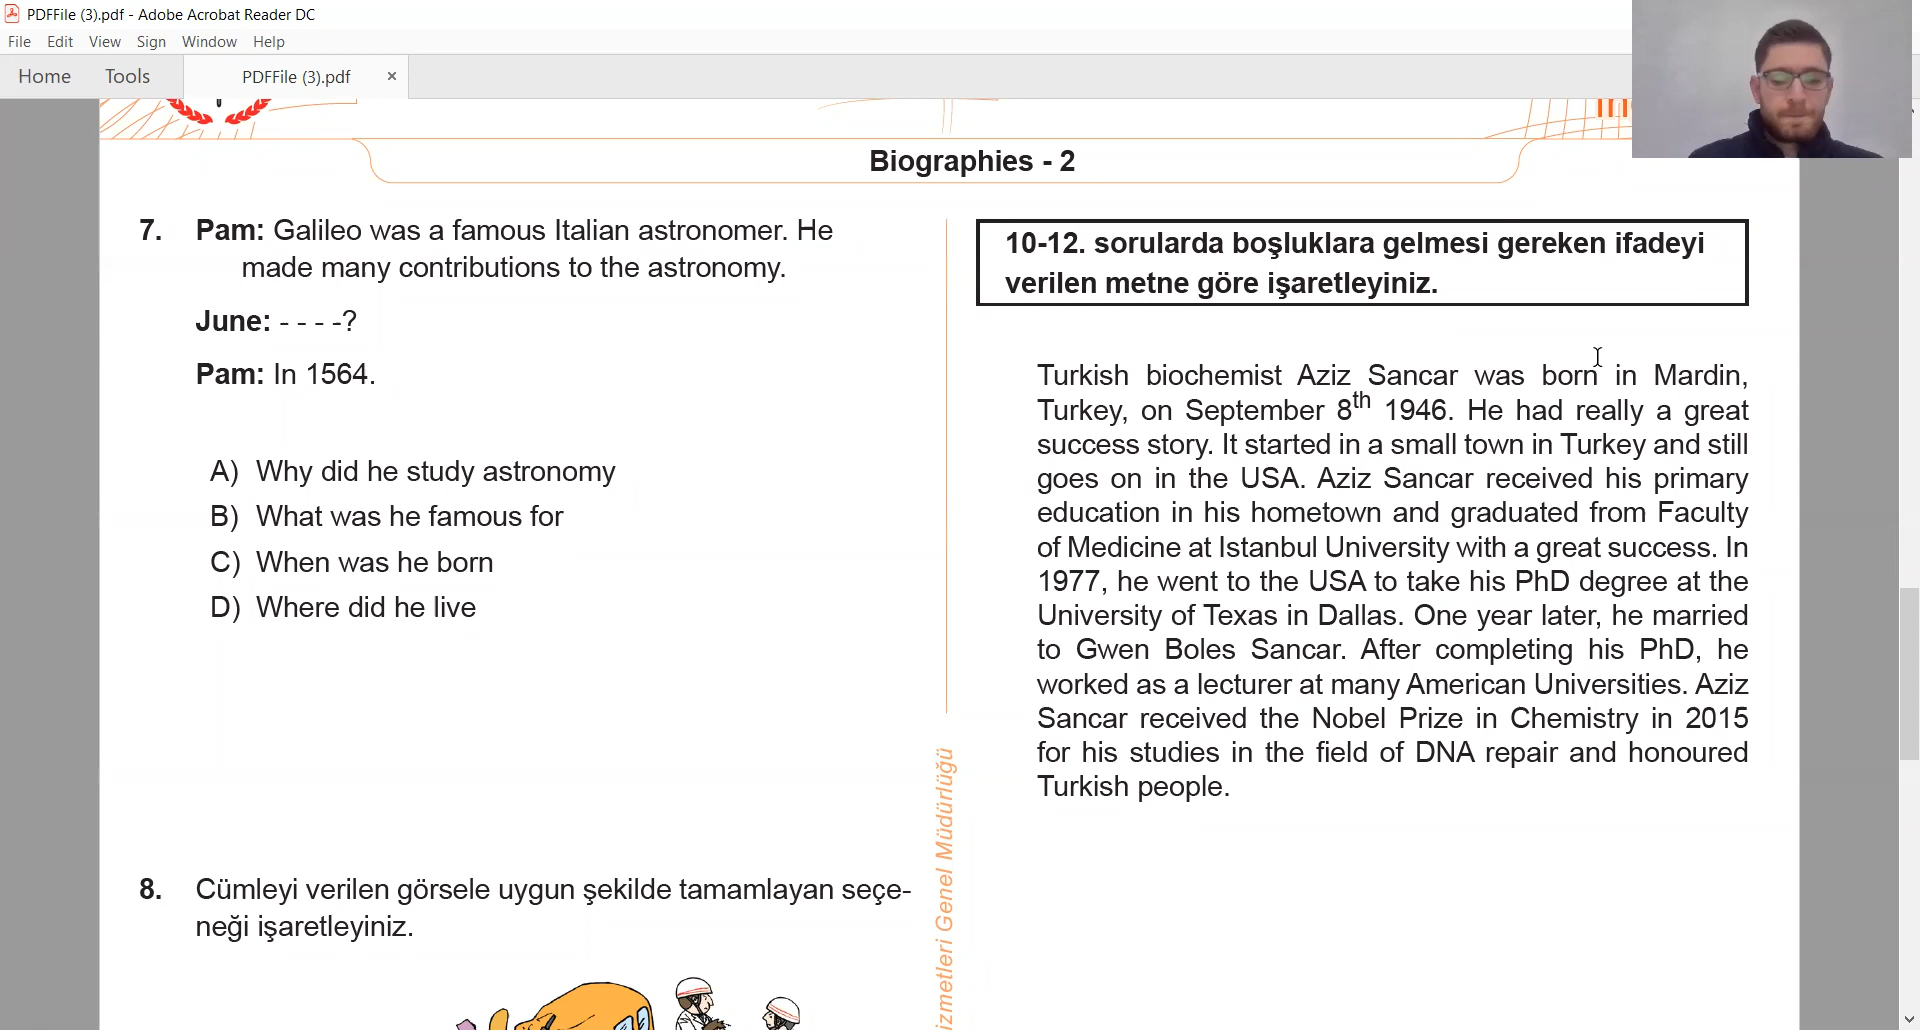 PDFFile (3).pdf - Adobe Acrobat Reader DC
File Edit View Sign Window Help
Home Tools PDFFile (3).pdf ×
Biographies - 2
7. Pam: Galileo was a famous Italian astronomer. He
made many contributions to the astronomy.
June: - - - -?
Pam: In 1564.
A) Why did he study astronomy
B) What was he famous for
C) When was he born
D) Where did he live
8. Cümleyi verilen görsele uygun şekilde tamamlayan seçe-
neği işaretleyiniz.
izmetleri Genel Müdürlüğü
10-12. sorularda boşluklara gelmesi gereken ifadeyi
verilen metne göre işaretleyiniz.
Turkish biochemist Aziz Sancar was born in Mardin,
Turkey, on September 8th 1946. He had really a great
success story. It started in a small town in Turkey and still
goes on in the USA. Aziz Sancar received his primary
education in his hometown and graduated from Faculty
of Medicine at Istanbul University with a great success. In
1977, he went to the USA to take his PhD degree at the
University of Texas in Dallas. One year later, he married
to Gwen Boles Sancar. After completing his PhD, he
worked as a lecturer at many American Universities. Aziz
Sancar received the Nobel Prize in Chemistry in 2015
for his studies in the field of DNA repair and honoured
Turkish people.